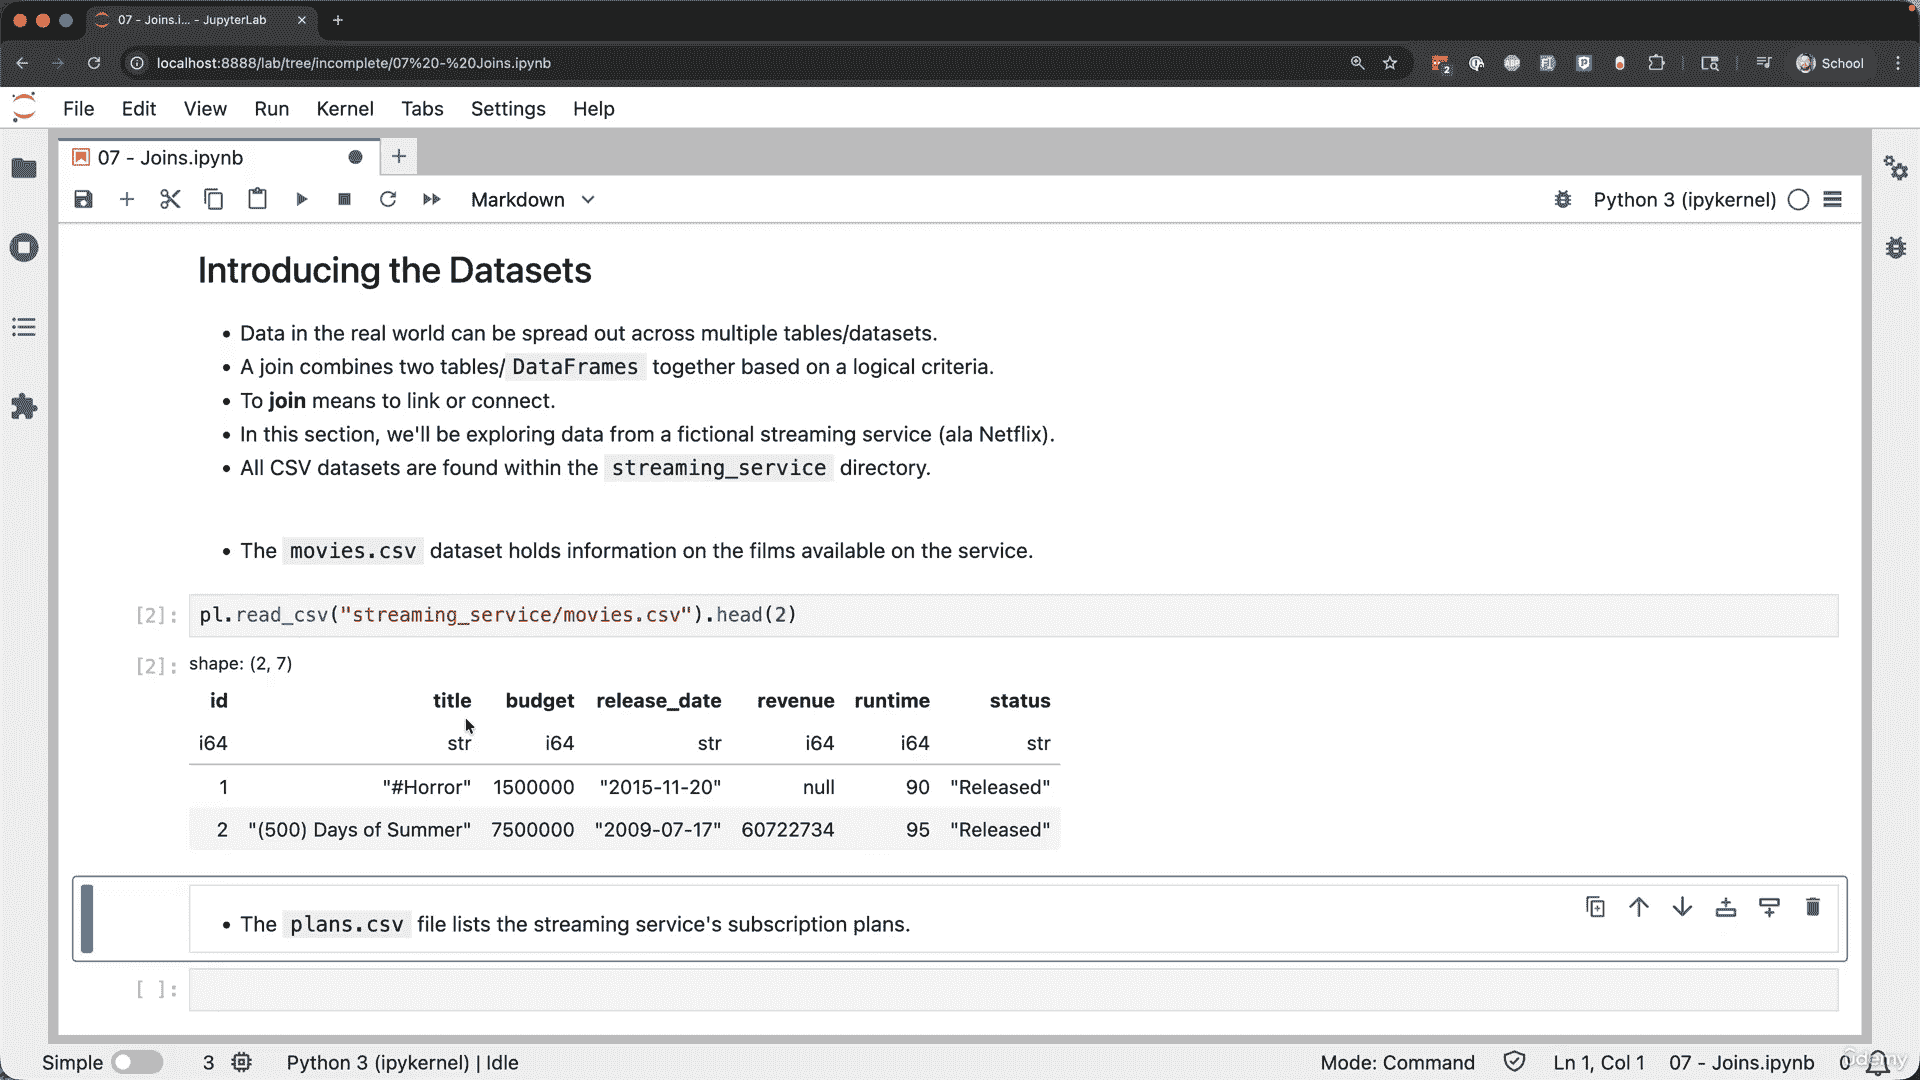 07 - Joins.i... - JupyterLab
localhost:8888/lab/tree/incomplete/07%20-%20Joins.ipynb
2
ABP
School
File Edit View Run Kernel Tabs Settings Help
07 - Joins.ipynb
Markdown
Python 3 (ipykernel)
Introducing the Datasets
• Data in the real world can be spread out across multiple tables/datasets.
• A join combines two tables/ DataFrames together based on a logical criteria.
• To join means to link or connect.
• In this section, we'll be exploring data from a fictional streaming service (ala Netflix).
• All CSV datasets are found within the streaming_service directory.
• The movies.csv dataset holds information on the films available on the service.
[2]: pl.read_csv("streaming_service/movies.csv").head(2)
[2]: shape: (2, 7)
id title budget release_date revenue runtime status
i64 str i64 str i64 i64 str
1 "#Horror" 1500000 "2015-11-20" null 90 "Released"
2 "(500) Days of Summer" 7500000 "2009-07-17" 60722734 95 "Released"
• The plans.csv file lists the streaming service's subscription plans.
[ ]:
Simple 3 Python 3 (ipykernel) | Idle Mode: Command Ln 1, Col 1 07 - Joins.ipynb 0
Udemy